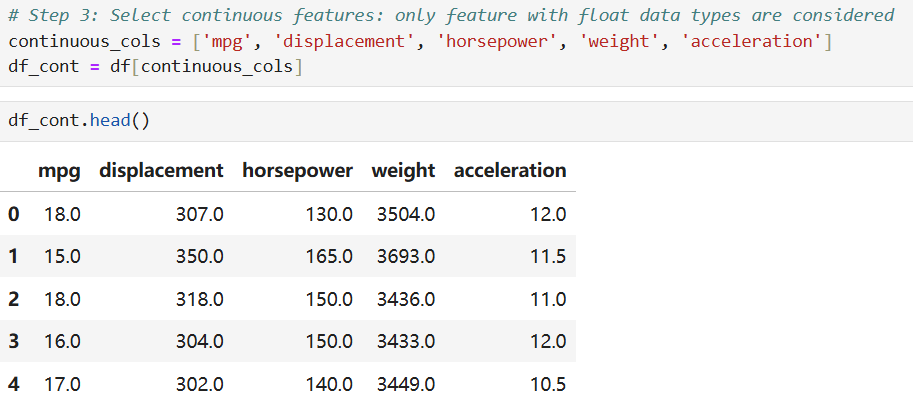 # Step 3: Select continuous features: only feature with float data types are considered
continuous_cols = ['mpg', 'displacement', 'horsepower', 'weight', 'acceleration']
df_cont = df[continuous_cols]
df_cont.head()
mpg displacement horsepower weight acceleration
0 18.0 307.0 130.0 3504.0 12.0
1 15.0 350.0 165.0 3693.0 11.5
2 18.0 318.0 150.0 3436.0 11.0
3 16.0 304.0 150.0 3433.0 12.0
4 17.0 302.0 140.0 3449.0 10.5